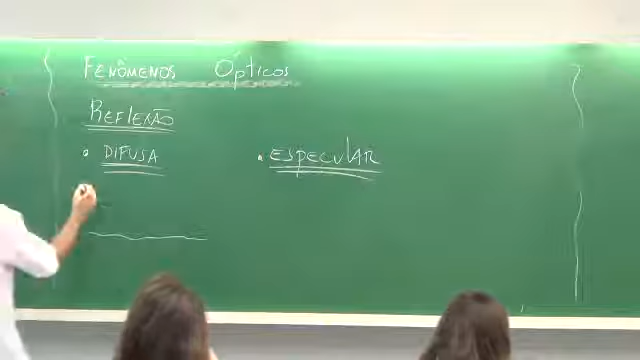 FENÔMENOS ÓPTICOS
REFLEXÃO
• DIFUSA
• ESPECULAR